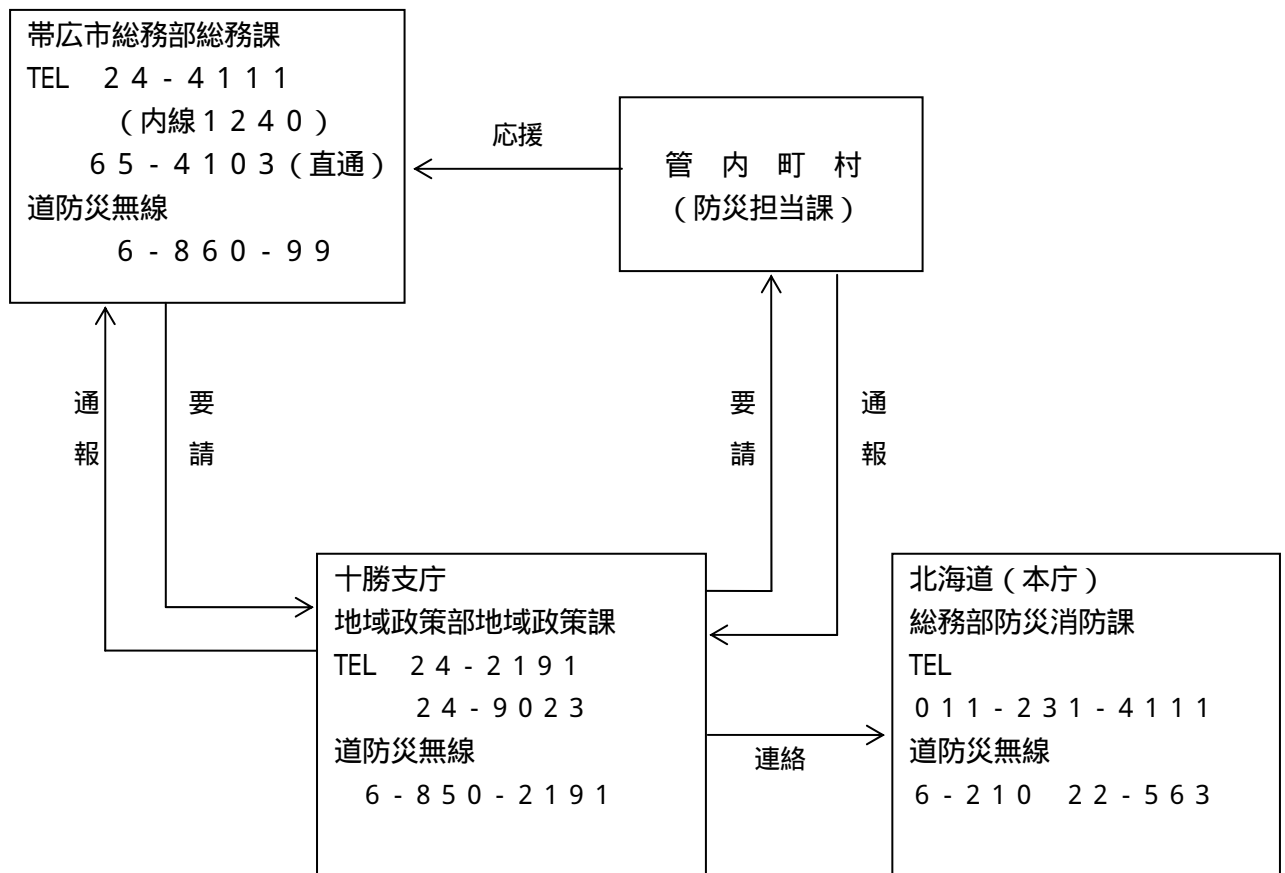 帯広市総務部総務課
TEL 24-4111
(内線1240)
65-4103(直通)
道防災無線
6-860-99
応援
管内町村
(防災担当課)
通報
要請
要請
通報
十勝支庁
地域政策部地域政策課
TEL 24-2191
24-9023
道防災無線
6-850-2191
連絡
北海道(本庁)
総務部防災消防課
TEL
011-231-4111
道防災無線
6-210 22-563